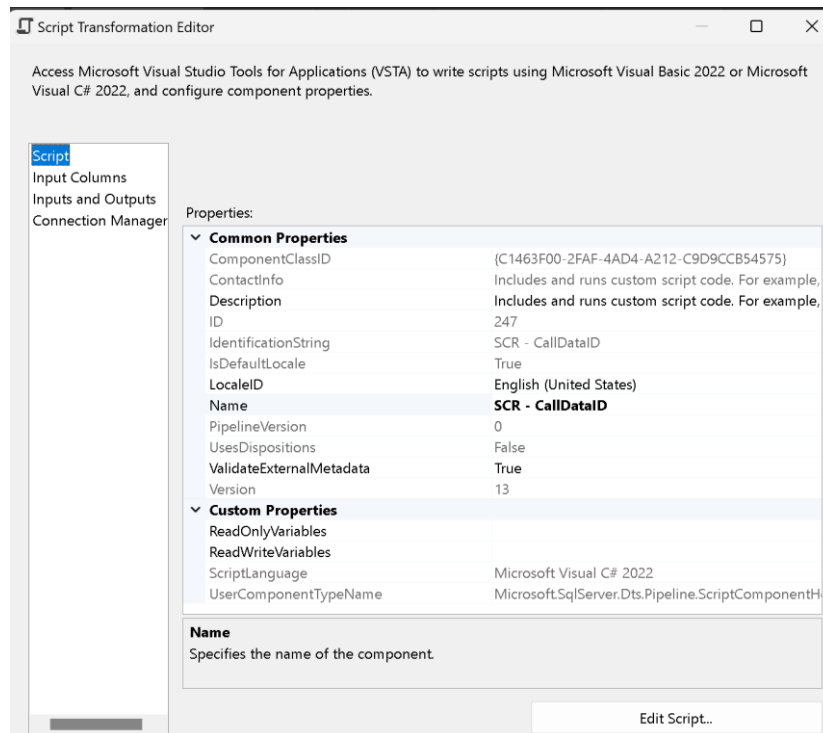 Script Transformation Editor
Access Microsoft Visual Studio Tools for Applications (VSTA) to write scripts using Microsoft Visual Basic 2022 or Microsoft
Visual C# 2022, and configure component properties.
Script
Input Columns
Inputs and Outputs
Connection Manager
Properties:
Common Properties
ComponentClassID {C1463F00-2FAF-4AD4-A212-C9D9CCB54575}
ContactInfo Includes and runs custom script code. For example,
Description Includes and runs custom script code. For example,
ID 247
IdentificationString SCR - CallDataID
IsDefaultLocale True
LocaleID English (United States)
Name SCR - CallDataID
PipelineVersion 0
UsesDispositions False
ValidateExternalMetadata True
Version 13
Custom Properties
ReadOnlyVariables
ReadWriteVariables
ScriptLanguage Microsoft Visual C# 2022
UserComponentTypeName Microsoft.SqlServer.Dts.Pipeline.ScriptComponentH
Name
Specifies the name of the component.
Edit Script...